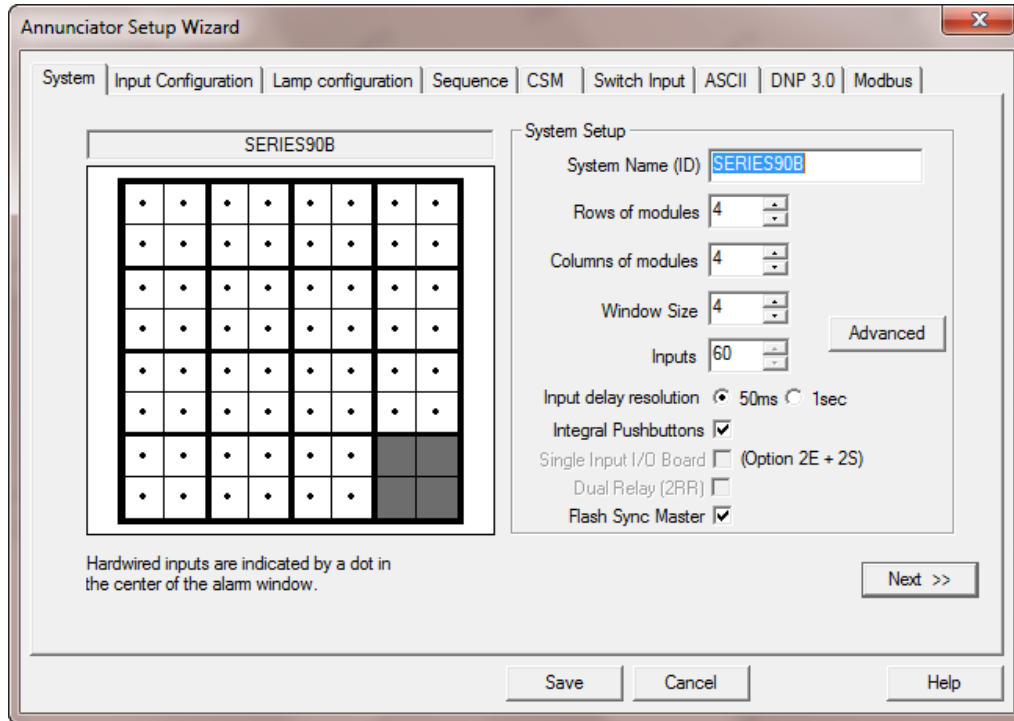 Annunciator Setup Wizard
System Input Configuration Lamp configuration Sequence CSM Switch Input ASCII DNP 3.0 Modbus
SERIES90B
System Setup
System Name (ID) SERIES90B
Rows of modules 4
Columns of modules 4
Window Size 4
Advanced
Inputs 60
Input delay resolution 50ms 1sec
Integral Pushbuttons
Single Input I/O Board (Option 2E + 2S)
Dual Relay (2RR)
Flash Sync Master
Hardwired inputs are indicated by a dot in
the center of the alarm window.
Next >>
Save Cancel Help